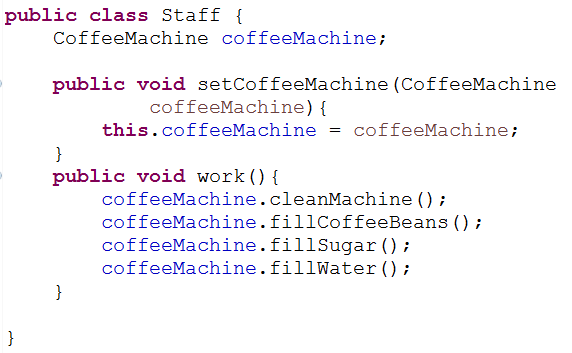 public class Staff {
    CoffeeMachine coffeeMachine;

    public void setCoffeeMachine(CoffeeMachine
            coffeeMachine){
        this.coffeeMachine = coffeeMachine;
    }
    public void work(){
        coffeeMachine.cleanMachine();
        coffeeMachine.fillCoffeeBeans();
        coffeeMachine.fillSugar();
        coffeeMachine.fillWater();
    }

}